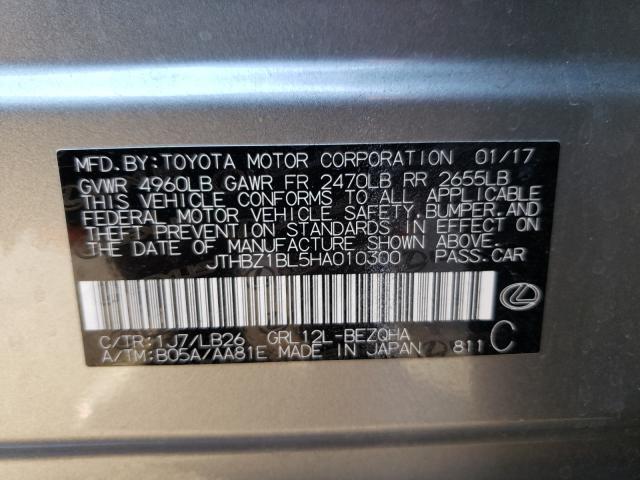 MFD.BY:TOYOTA MOTOR CORPORATION 01/17
GVWR 4960LB GAWR FR 2470LB RR 2655LB
THIS VEHICLE CONFORMS TO ALL APPLICABLE
FEDERAL MOTOR VEHICLE SAFETY,BUMPER,AND
THEFT PREVENTION STANDARDS IN EFFECT ON
THE DATE OF MANUFACTURE SHOWN ABOVE.
JTHBZ1BL5HA010300 PASS.CAR
C/TR:1J7/LB26 GRL12L-BEZQHA
A/TM:B05A/AA81E MADE IN JAPAN 811 C